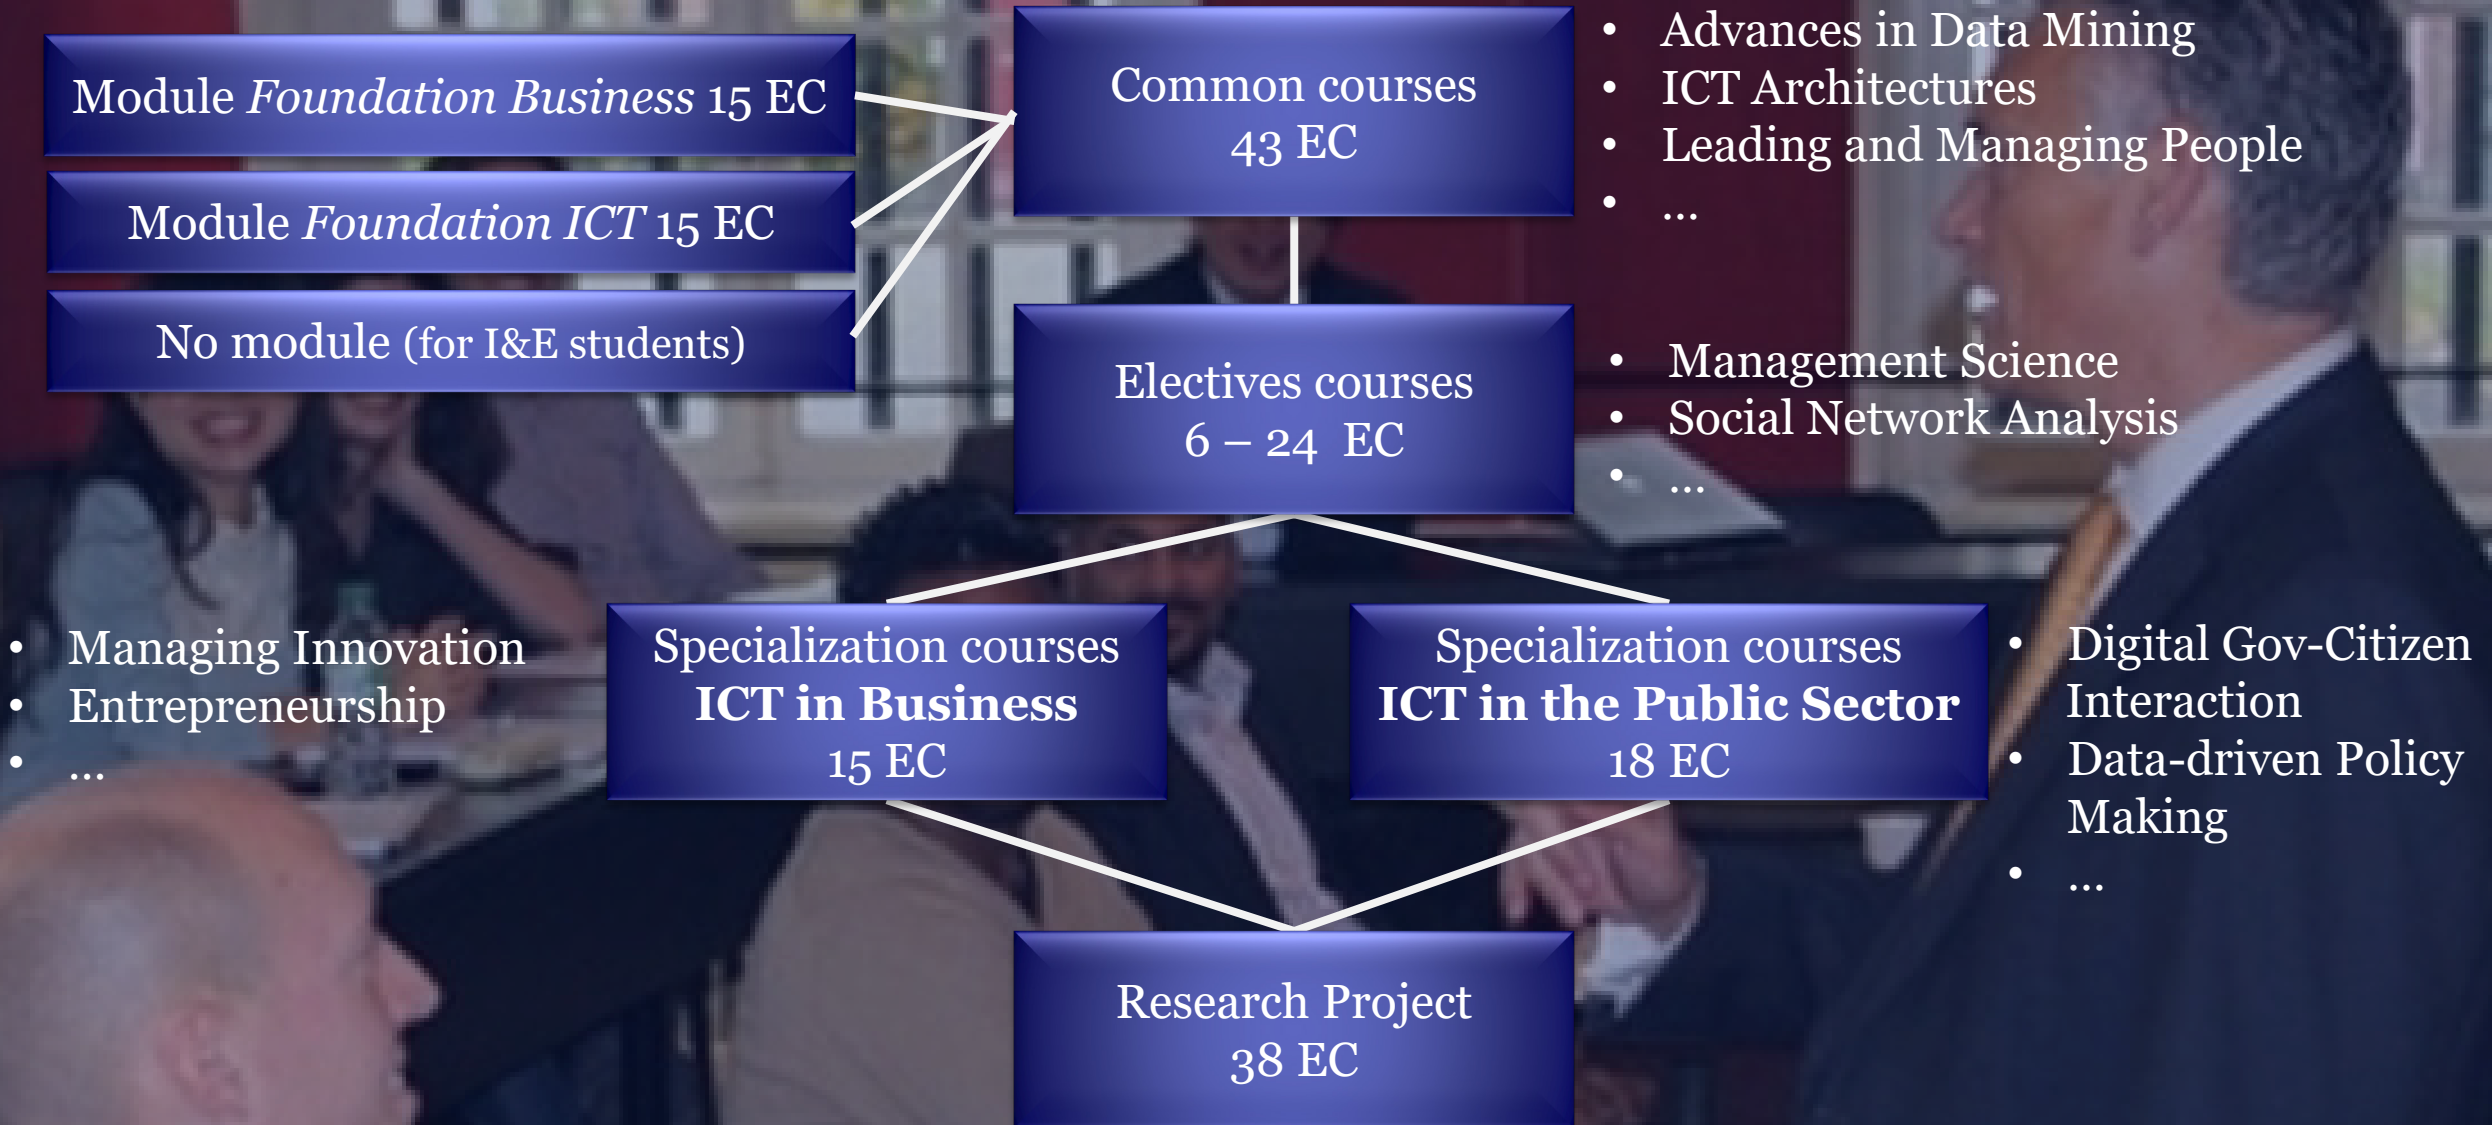 Module Foundation Business 15 EC
Module Foundation ICT 15 EC
No module (for I&E students)
Common courses
43 EC
• Advances in Data Mining
• ICT Architectures
• Leading and Managing People
• ...
Electives courses
6 – 24 EC
• Management Science
• Social Network Analysis
• ...
• Managing Innovation
• Entrepreneurship
• ...
Specialization courses
ICT in Business
15 EC
Specialization courses
ICT in the Public Sector
18 EC
• Digital Gov-Citizen
Interaction
• Data-driven Policy
Making
• ...
Research Project
38 EC